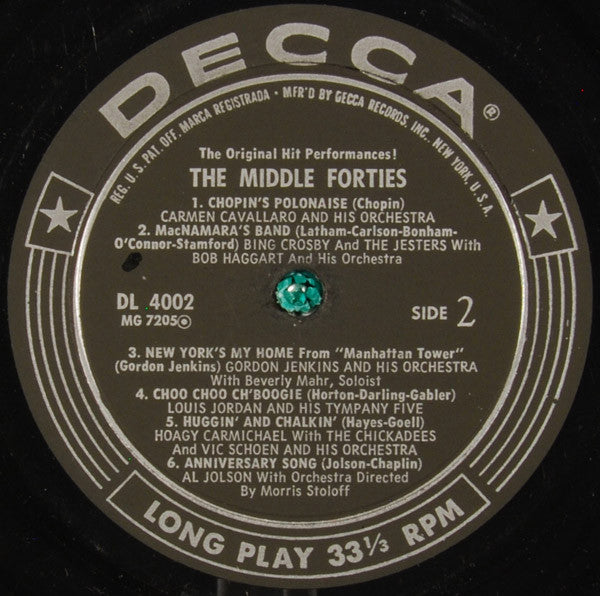 DECCA®
REG. U. S. PAT. OFF. MARCA REGISTRADA • MFR'D BY DECCA RECORDS, INC., NEW YORK, U.S.A.
The Original Hit Performances!
THE MIDDLE FORTIES
1. CHOPIN'S POLONAISE (Chopin)
CARMEN CAVALLARO AND HIS ORCHESTRA
2. MacNAMARA'S BAND (Latham-Carlson-Bonham-
O'Connor-Stamford) BING CROSBY And THE JESTERS With
BOB HAGGART And His Orchestra
DL 4002
MG 7205
SIDE 2
3. NEW YORK'S MY HOME From "Manhattan Tower"
(Gordon Jenkins) GORDON JENKINS AND HIS ORCHESTRA
With Beverly Mahr, Soloist
4. CHOO CHOO CH'BOOGIE (Horton-Darling-Gabler)
LOUIS JORDAN AND HIS TYMPANY FIVE
5. HUGGIN' AND CHALKIN' (Hayes-Goell)
HOAGY CARMICHAEL With THE CHICKADEES
And VIC SCHOEN AND HIS ORCHESTRA
6. ANNIVERSARY SONG (Jolson-Chaplin)
AL JOLSON With Orchestra Directed
By Morris Stoloff
LONG PLAY 33⅓ RPM